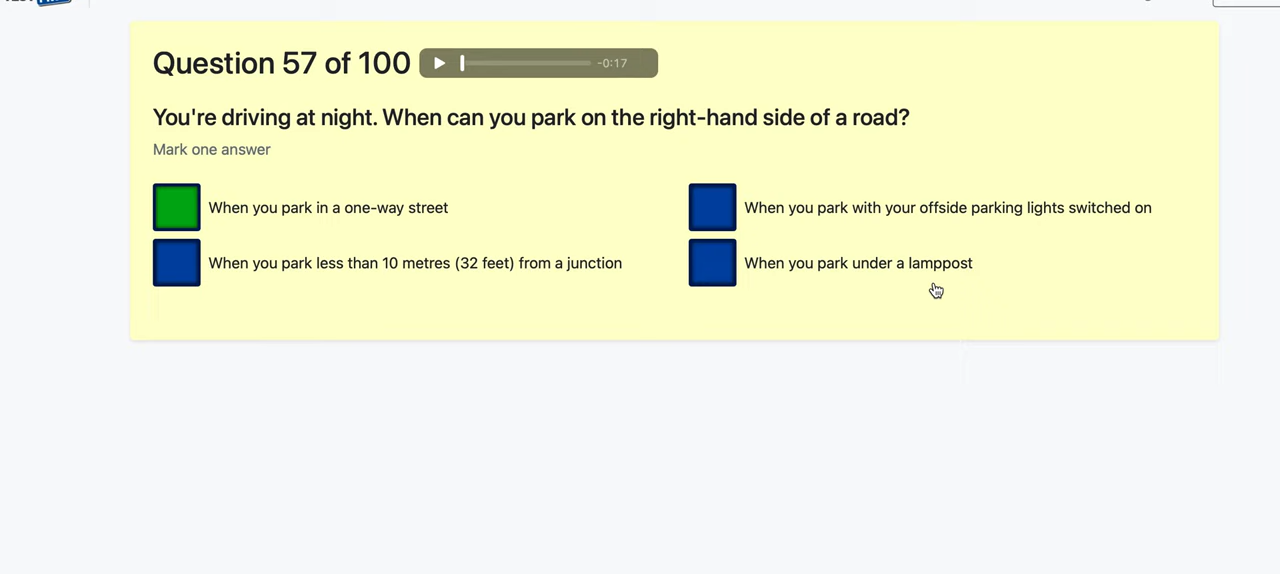 Question 57 of 100
-0:17
You're driving at night. When can you park on the right-hand side of a road?
Mark one answer
When you park in a one-way street
When you park with your offside parking lights switched on
When you park less than 10 metres (32 feet) from a junction
When you park under a lamppost